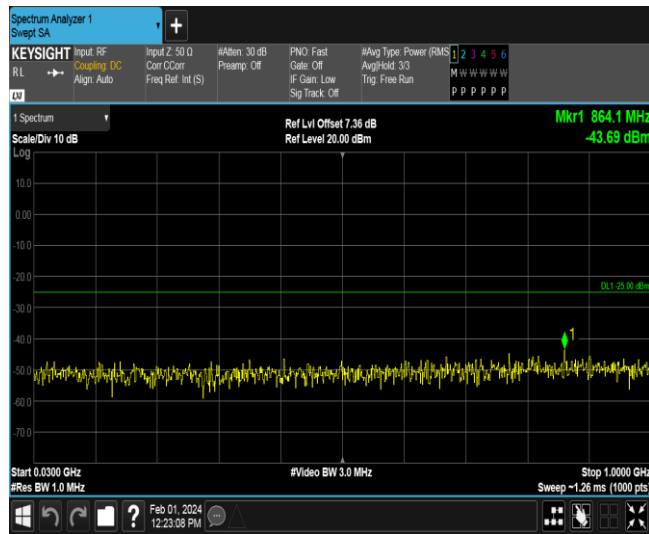 Spectrum Analyzer 1
Swept SA
+
KEYSIGHT
RL
LXI
Input: RF
Coupling: DC
Align: Auto
Input Z: 50 Ω
Corr CCorr
Freq Ref: Int (S)
#Atten: 30 dB
Preamp: Off
PNO: Fast
Gate: Off
IF Gain: Low
Sig Track: Off
#Avg Type: Power (RMS
Avg|Hold: 3/3
Trig: Free Run
1 2 3 4 5 6
M W W W W W
P P P P P P
1 Spectrum
Scale/Div 10 dB
Log
Ref Lvl Offset 7.36 dB
Ref Level 20.00 dBm
Mkr1 864.1 MHz
-43.69 dBm
10.0
0.00
-10.0
-20.0
DL1 -25.00 dBm
-30.0
-40.0
1
-50.0
-60.0
-70.0
Start 0.0300 GHz
#Video BW 3.0 MHz
Stop 1.0000 GHz
#Res BW 1.0 MHz
Sweep ~1.26 ms (1000 pts)
?
Feb 01, 2024
12:23:08 PM